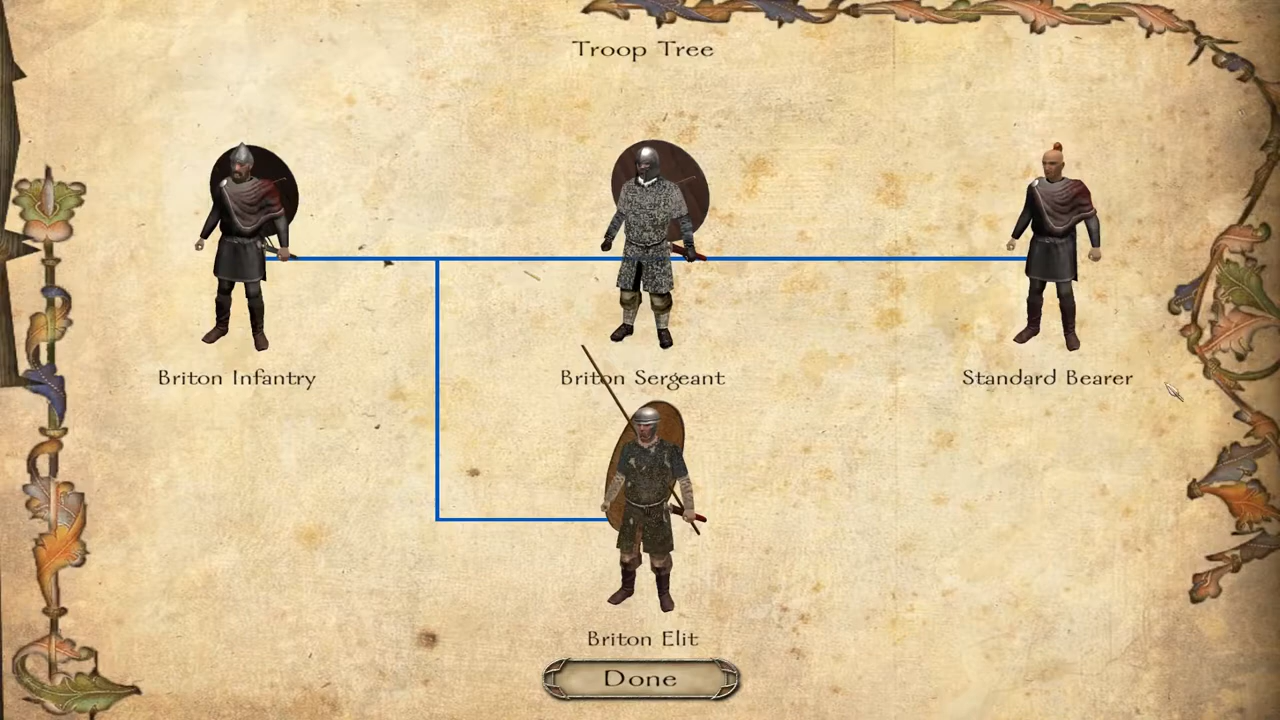 Troop Tree
Briton Infantry
Briton Sergeant
Standard Bearer
Briton Elit
Done